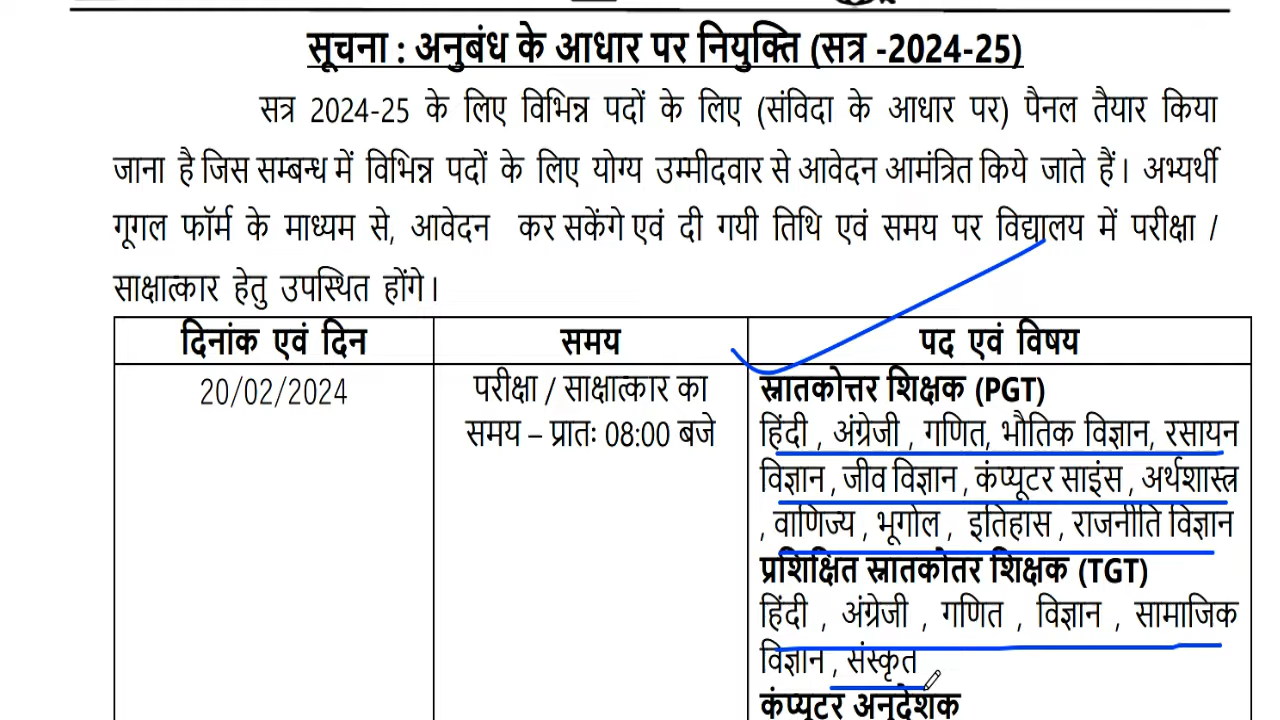 सूचना : अनुबंध के आधार पर नियुक्ति (सत्र -2024-25)
सत्र 2024-25 के लिए विभिन्न पदों के लिए (संविदा के आधार पर) पैनल तैयार किया
जाना है जिस सम्बन्ध में विभिन्न पदों के लिए योग्य उम्मीदवार से आवेदन आमंत्रित किये जाते हैं। अभ्यर्थी
गूगल फॉर्म के माध्यम से, आवेदन कर सकेंगे एवं दी गयी तिथि एवं समय पर विद्यालय में परीक्षा /
साक्षात्कार हेतु उपस्थित होंगे।
दिनांक एवं दिन समय पद एवं विषय
20/02/2024
परीक्षा / साक्षात्कार का
समय – प्रातः 08:00 बजे
स्नातकोत्तर शिक्षक (PGT)
हिंदी , अंग्रेजी , गणित, भौतिक विज्ञान, रसायन
विज्ञान , जीव विज्ञान , कंप्यूटर साइंस , अर्थशास्त्र
, वाणिज्य , भूगोल , इतिहास , राजनीति विज्ञान
प्रशिक्षित स्नातकोतर शिक्षक (TGT)
हिंदी , अंग्रेजी , गणित , विज्ञान , सामाजिक
विज्ञान , संस्कृत
कंप्यूटर अनुदेशक